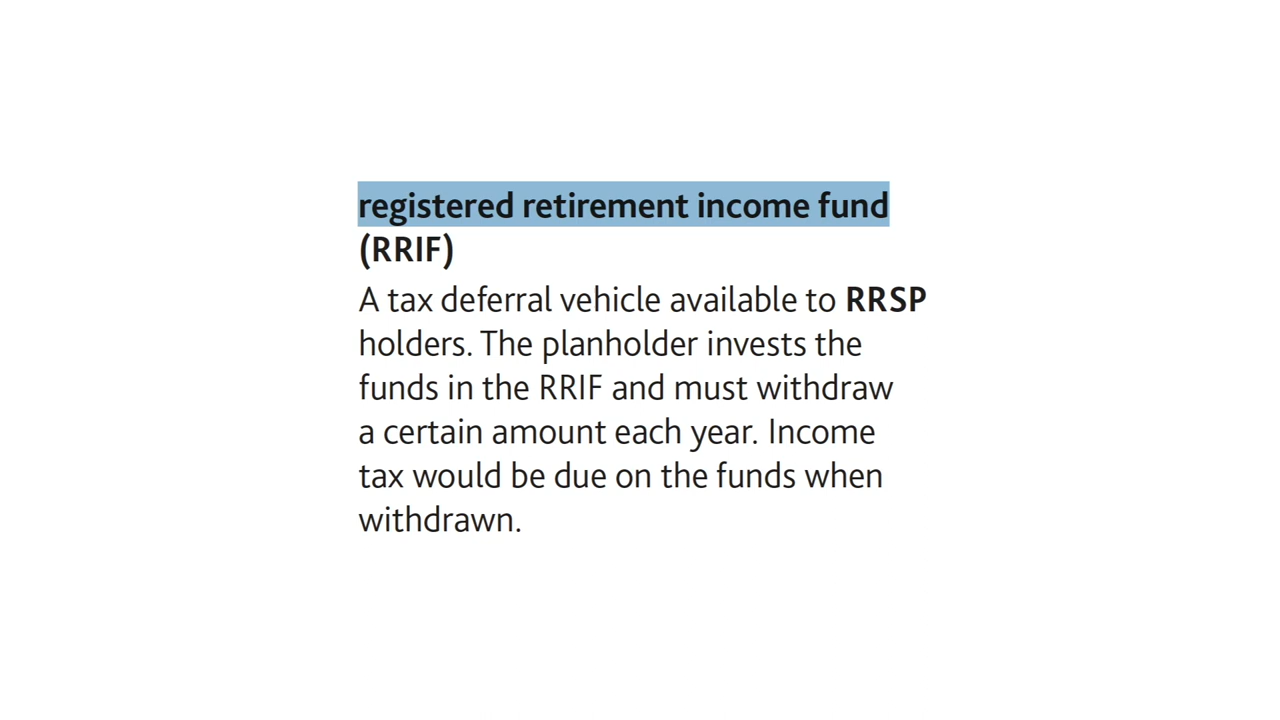 registered retirement income fund
(RRIF)
A tax deferral vehicle available to RRSP
holders. The planholder invests the
funds in the RRIF and must withdraw
a certain amount each year. Income
tax would be due on the funds when
withdrawn.